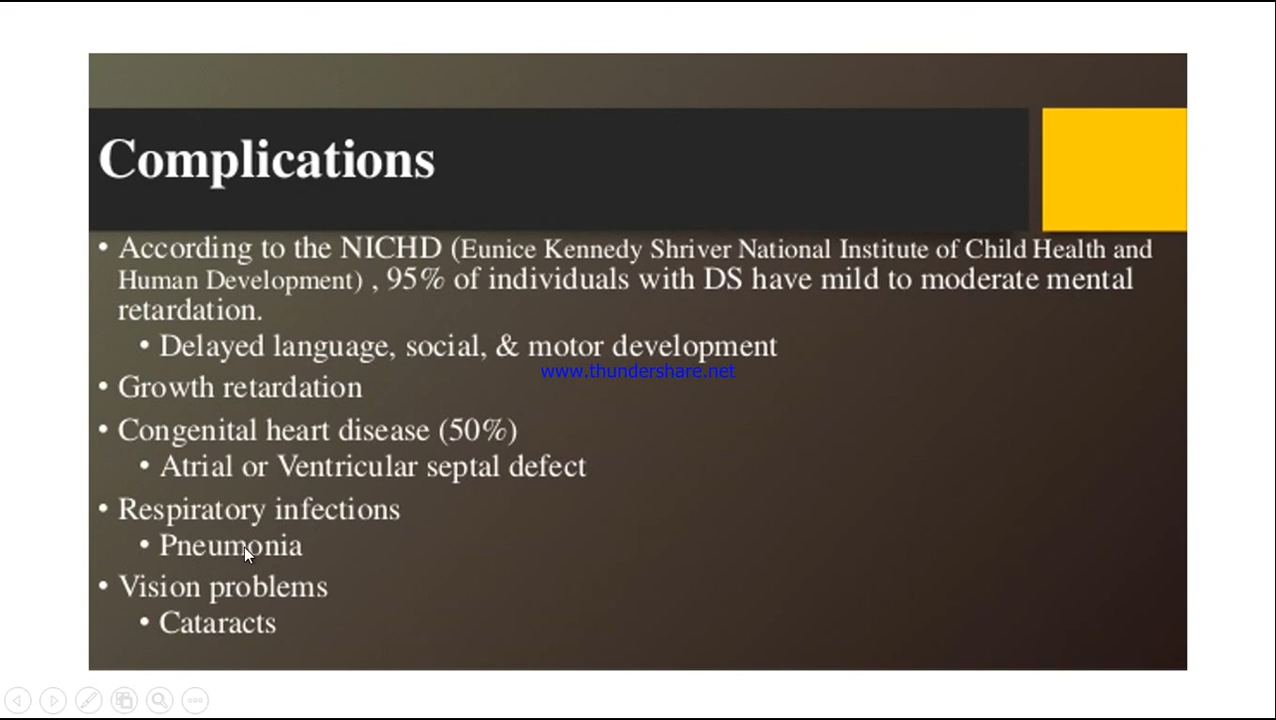 Complications
• According to the NICHD (Eunice Kennedy Shriver National Institute of Child Health and
Human Development) , 95% of individuals with DS have mild to moderate mental
retardation.
• Delayed language, social, & motor development
www.thundershare.net
• Growth retardation
• Congenital heart disease (50%)
• Atrial or Ventricular septal defect
• Respiratory infections
• Pneumonia
• Vision problems
• Cataracts